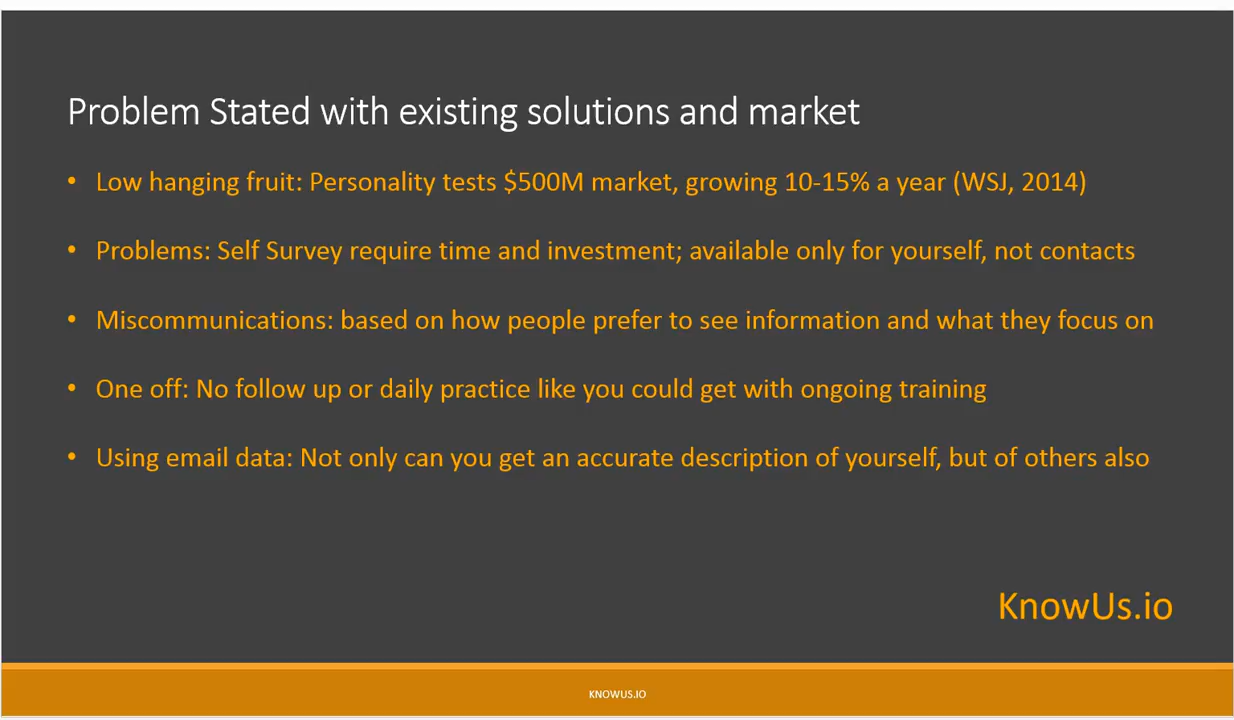 Problem Stated with existing solutions and market
• Low hanging fruit: Personality tests $500M market, growing 10-15% a year (WSJ, 2014)
• Problems: Self Survey require time and investment; available only for yourself, not contacts
• Miscommunications: based on how people prefer to see information and what they focus on
• One off: No follow up or daily practice like you could get with ongoing training
• Using email data: Not only can you get an accurate description of yourself, but of others also
KnowUs.io
KNOWUS.IO